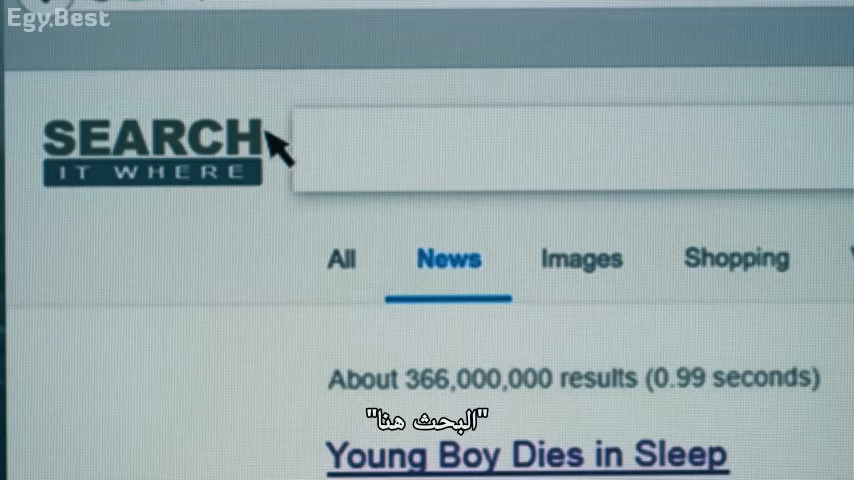 Egy.Best
SEARCH
IT WHERE
All News Images Shopping
About 366,000,000 results (0.99 seconds)
"البحث هنا"
Young Boy Dies in Sleep